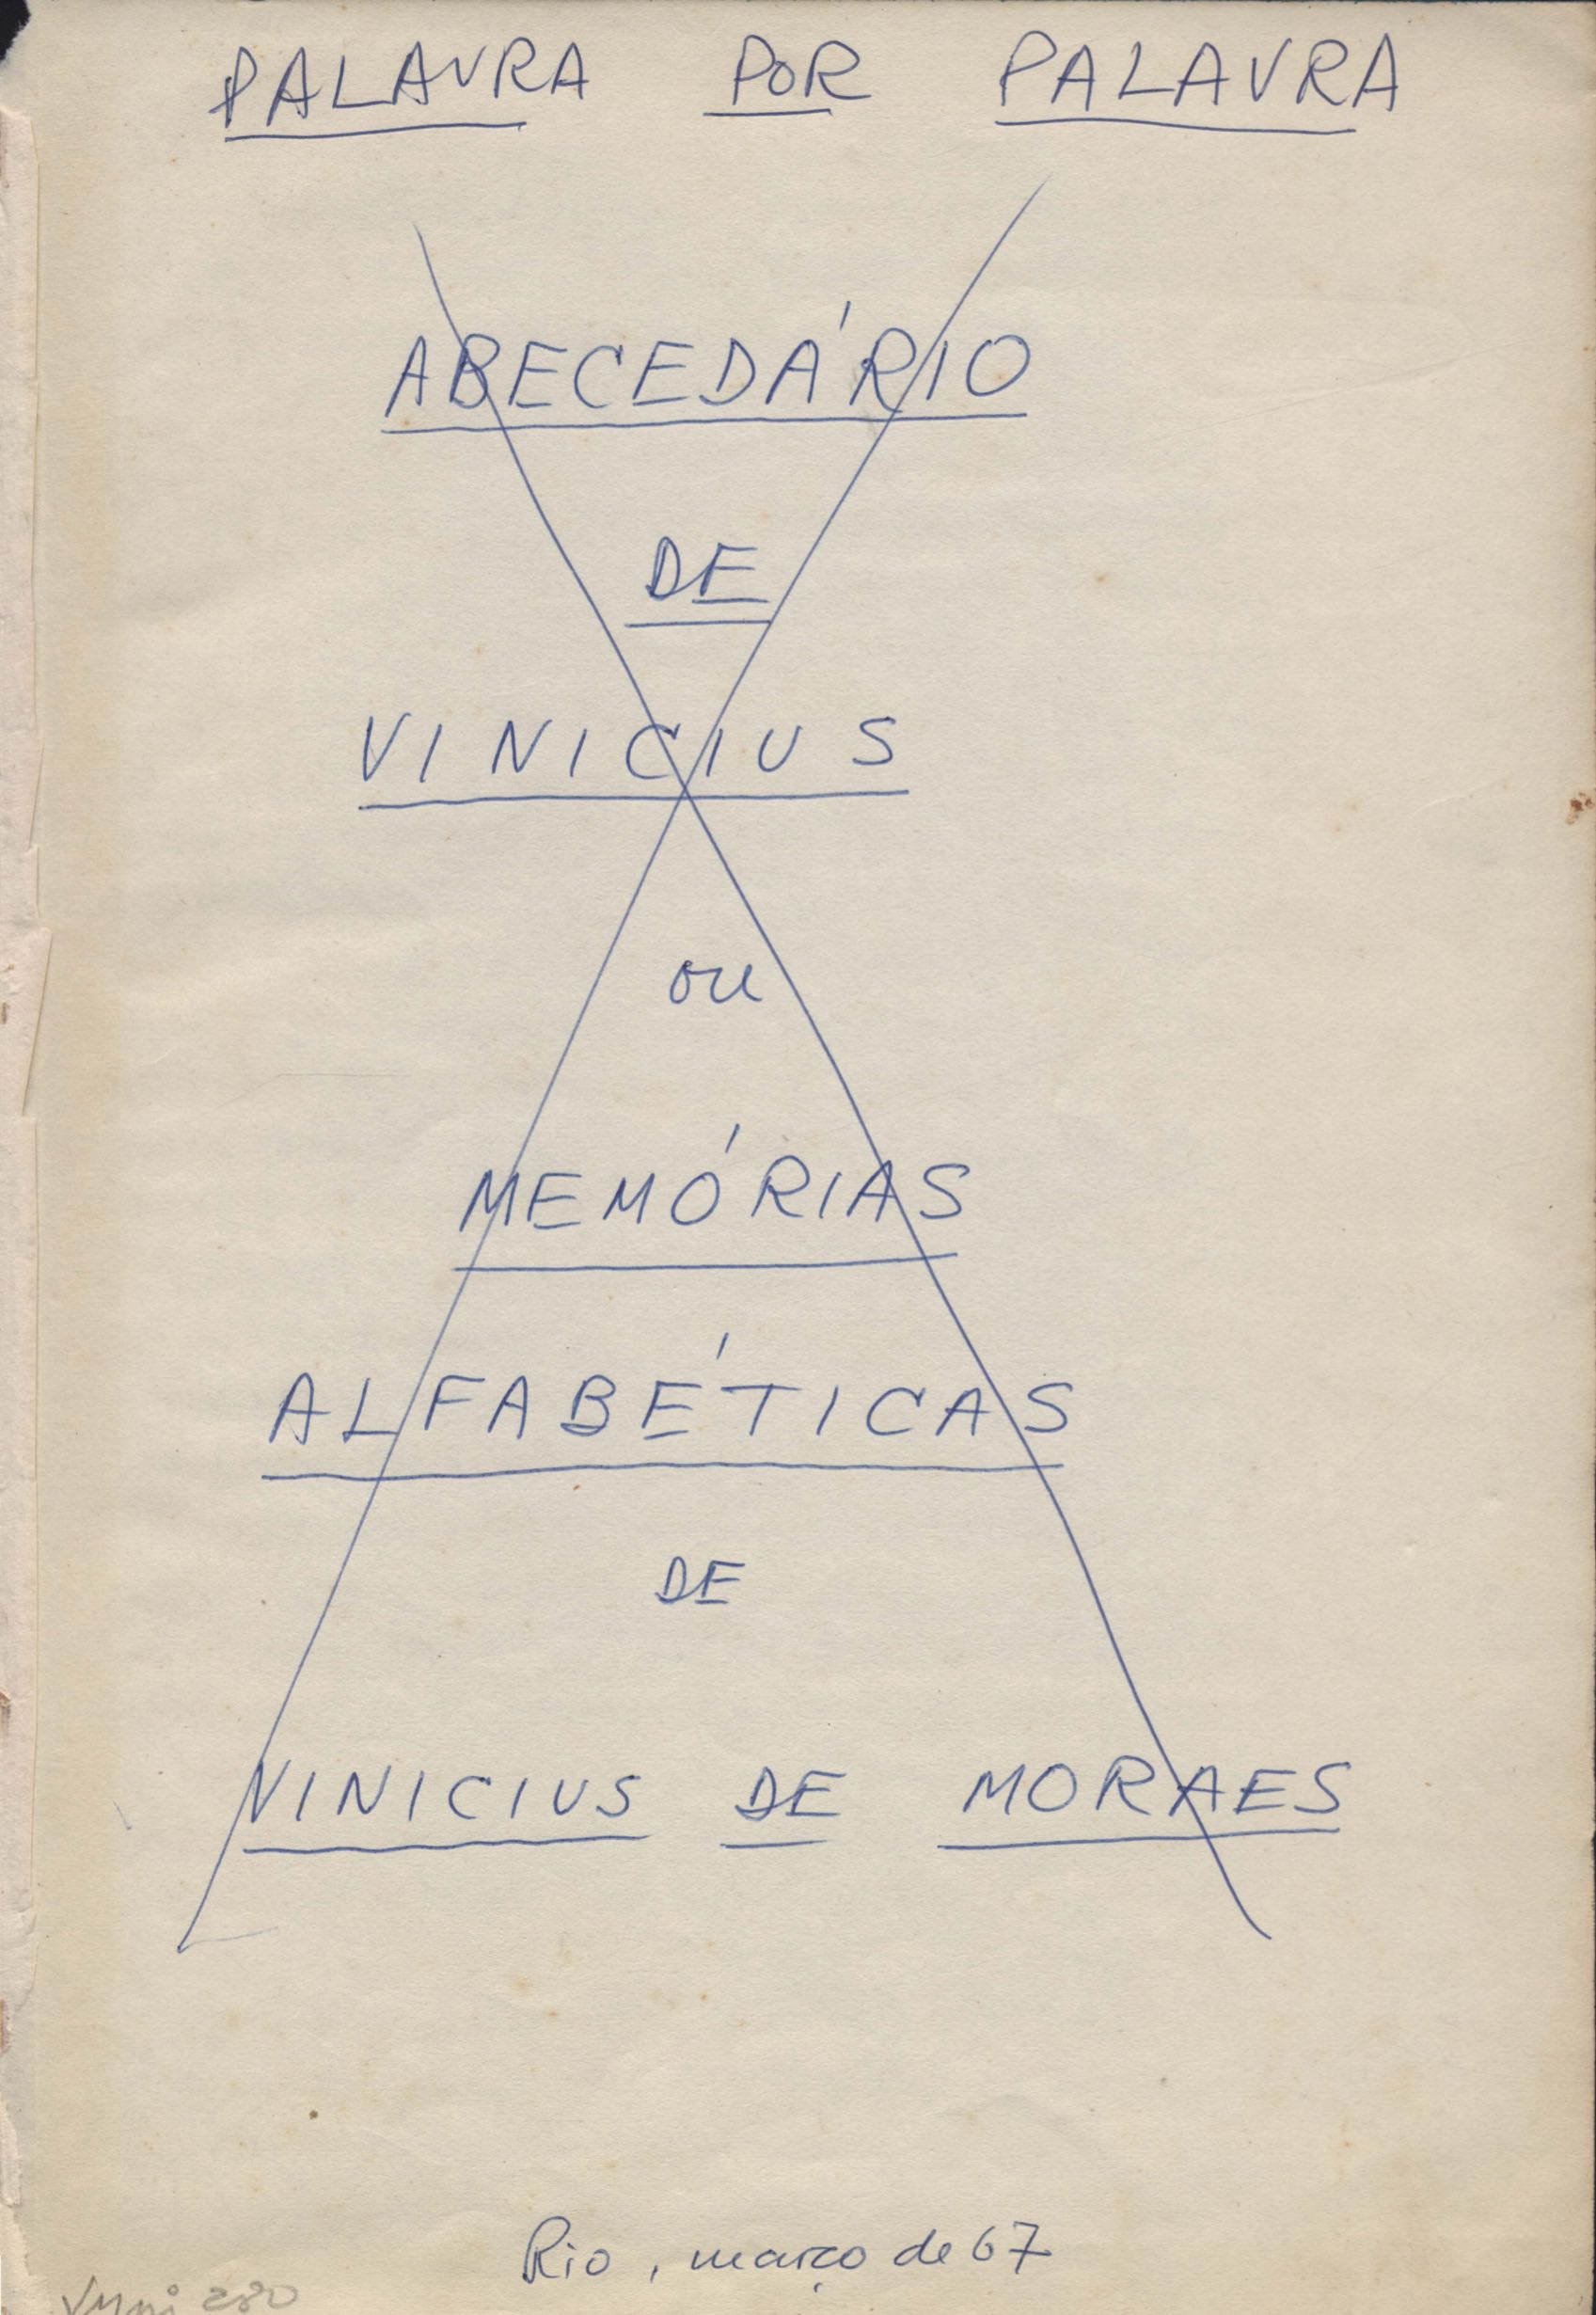 PALAVRA POR PALAVRA
ABECEDÁRIO
DE
VINICIUS
ou
MEMÓRIAS
ALFABÉTICAS
DE
VINICIUS DE MORAES
Rio, março de 67